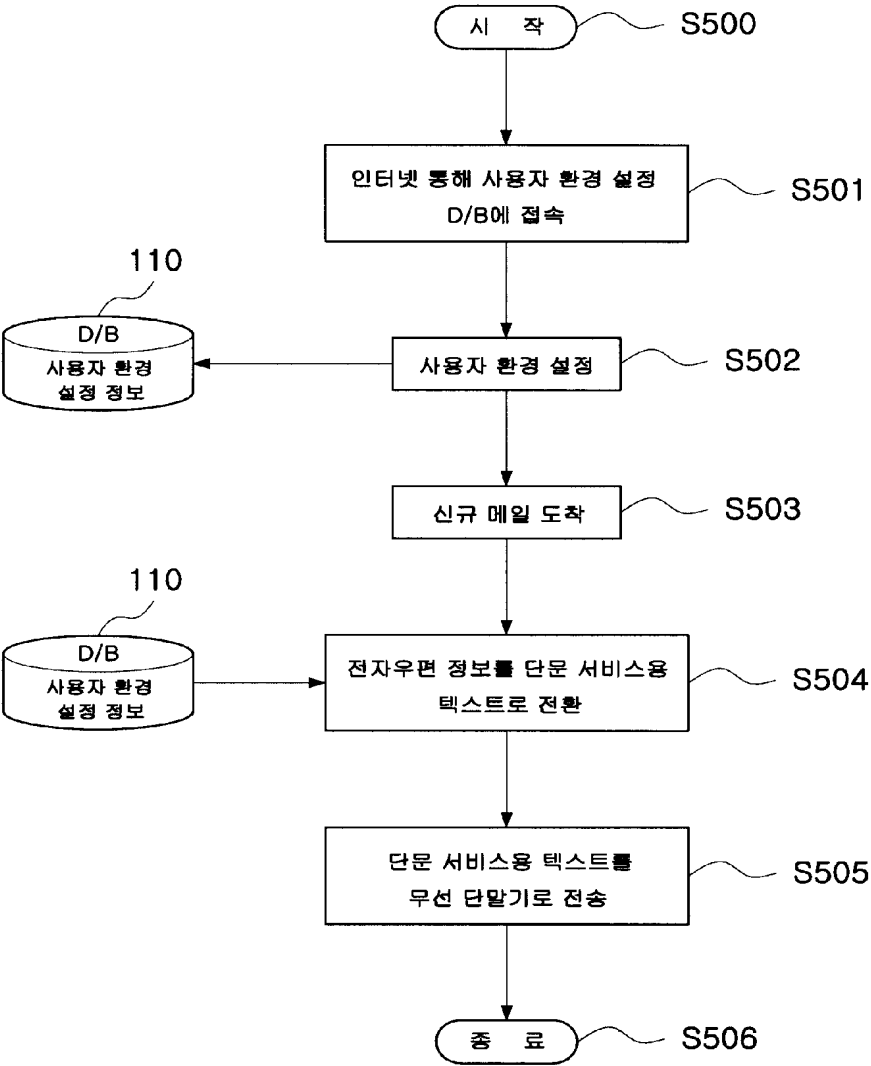 시 작
S500
인터넷 통해 사용자 환경 설정
D/B에 접속
S501
110
D/B
사용자 환경
설정 정보
사용자 환경 설정
S502
신규 메일 도착
S503
110
D/B
사용자 환경
설정 정보
전자우편 정보를 단문 서비스용
텍스트로 전환
S504
단문 서비스용 텍스트를
무선 단말기로 전송
S505
종 료
S506